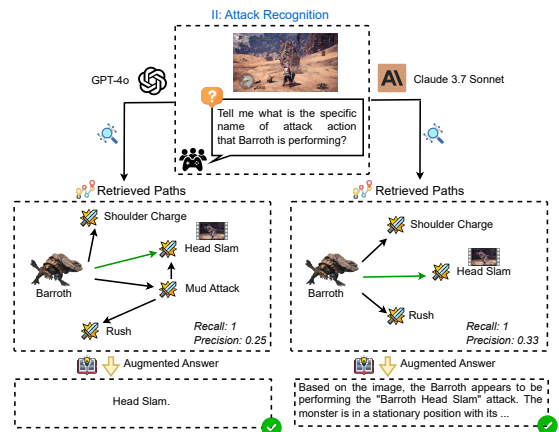 II: Attack Recognition
GPT-4o
Claude 3.7 Sonnet
?
Tell me what is the specific
name of attack action
that Barroth is performing?
Retrieved Paths
Shoulder Charge
Head Slam
Barroth
Mud Attack
Rush
Recall: 1
Precision: 0.25
Augmented Answer
Head Slam.
Retrieved Paths
Shoulder Charge
Head Slam
Barroth
Rush
Recall: 1
Precision: 0.33
Augmented Answer
Based on the image, the Barroth appears to be
performing the "Barroth Head Slam" attack. The
monster is in a stationary position with its ...